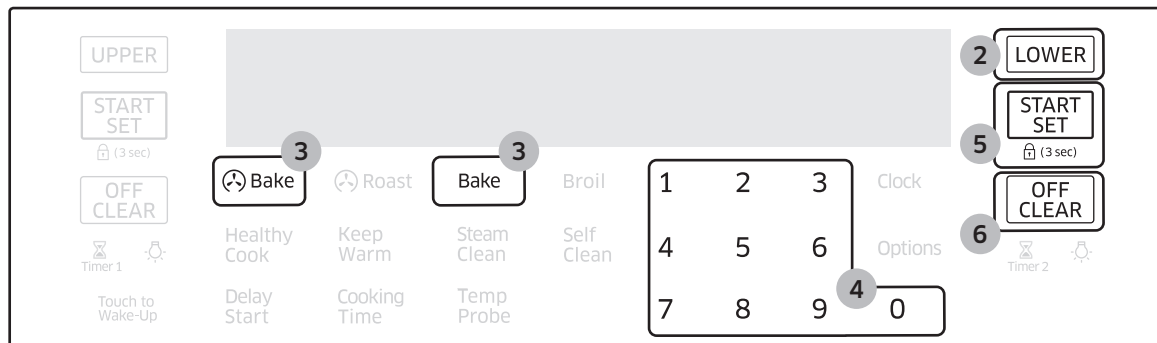 UPPER
START
SET
(3 sec)
OFF
CLEAR
Timer 1
Touch to
Wake-Up
3
Bake
Roast
3
Bake
Broil
Healthy
Cook
Keep
Warm
Steam
Clean
Self
Clean
Delay
Start
Cooking
Time
Temp
Probe
1 2 3
4 5 6
7 8 9 0
4
Clock
Options
2
LOWER
START
SET
5
(3 sec)
OFF
CLEAR
6
Timer 2